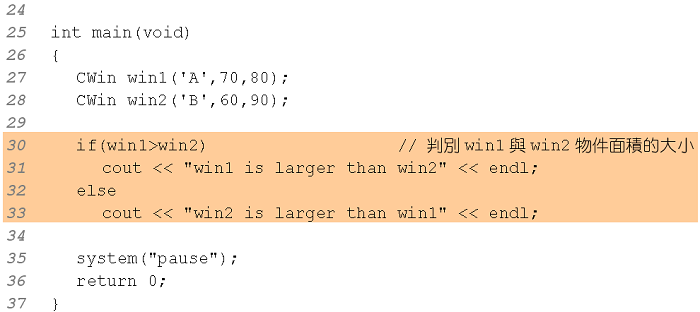 24
25 int main(void)
26 {
27 CWin win1('A',70,80);
28 CWin win2('B',60,90);
29
30 if(win1>win2) // 判別 win1 與 win2 物件面積的大小
31 cout << "win1 is larger than win2" << endl;
32 else
33 cout << "win2 is larger than win1" << endl;
34
35 system("pause");
36 return 0;
37 }